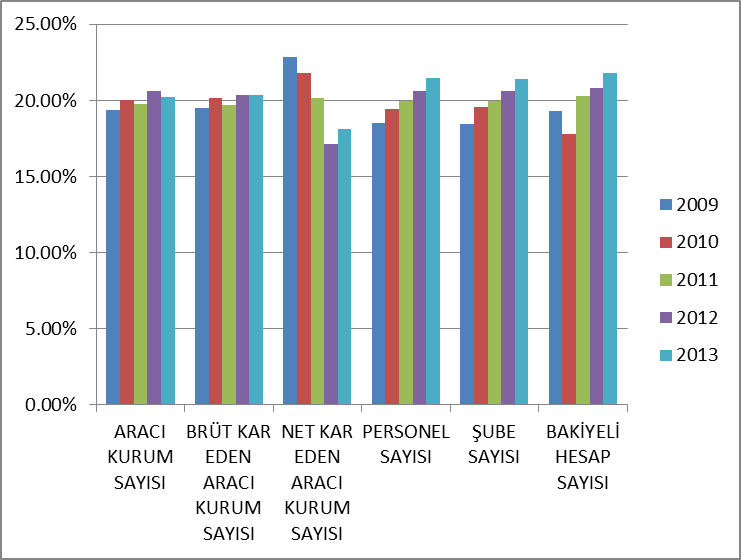 25.00%
20.00%
15.00%
10.00%
5.00%
0.00%
ARACI
KURUM
SAYISI
BRÜT KAR
EDEN
ARACI
KURUM
SAYISI
NET KAR
EDEN
ARACI
KURUM
SAYISI
PERSONEL
SAYISI
ŞUBE
SAYISI
BAKİYELİ
HESAP
SAYISI
2009
2010
2011
2012
2013